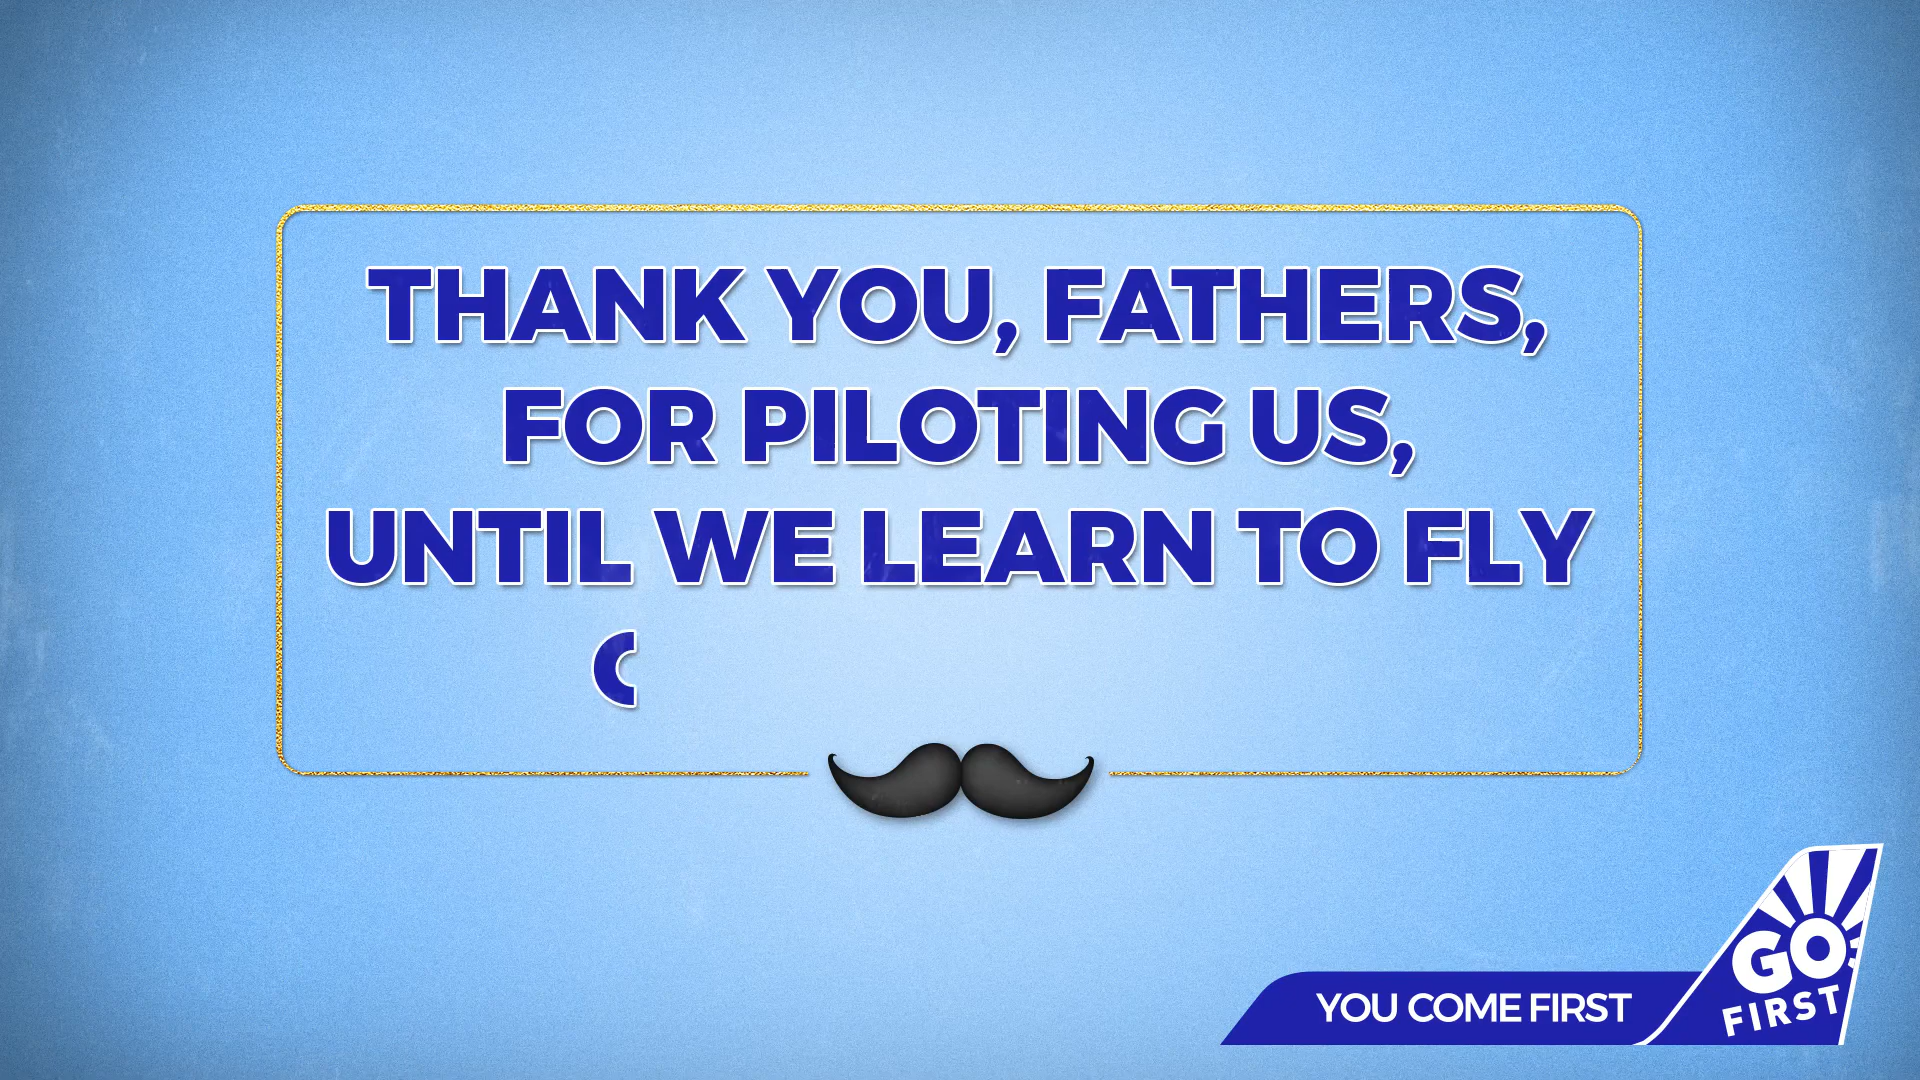 THANK YOU, FATHERS,
FOR PILOTING US,
UNTIL WE LEARN TO FLY
YOU COME FIRST
GO
FIRST